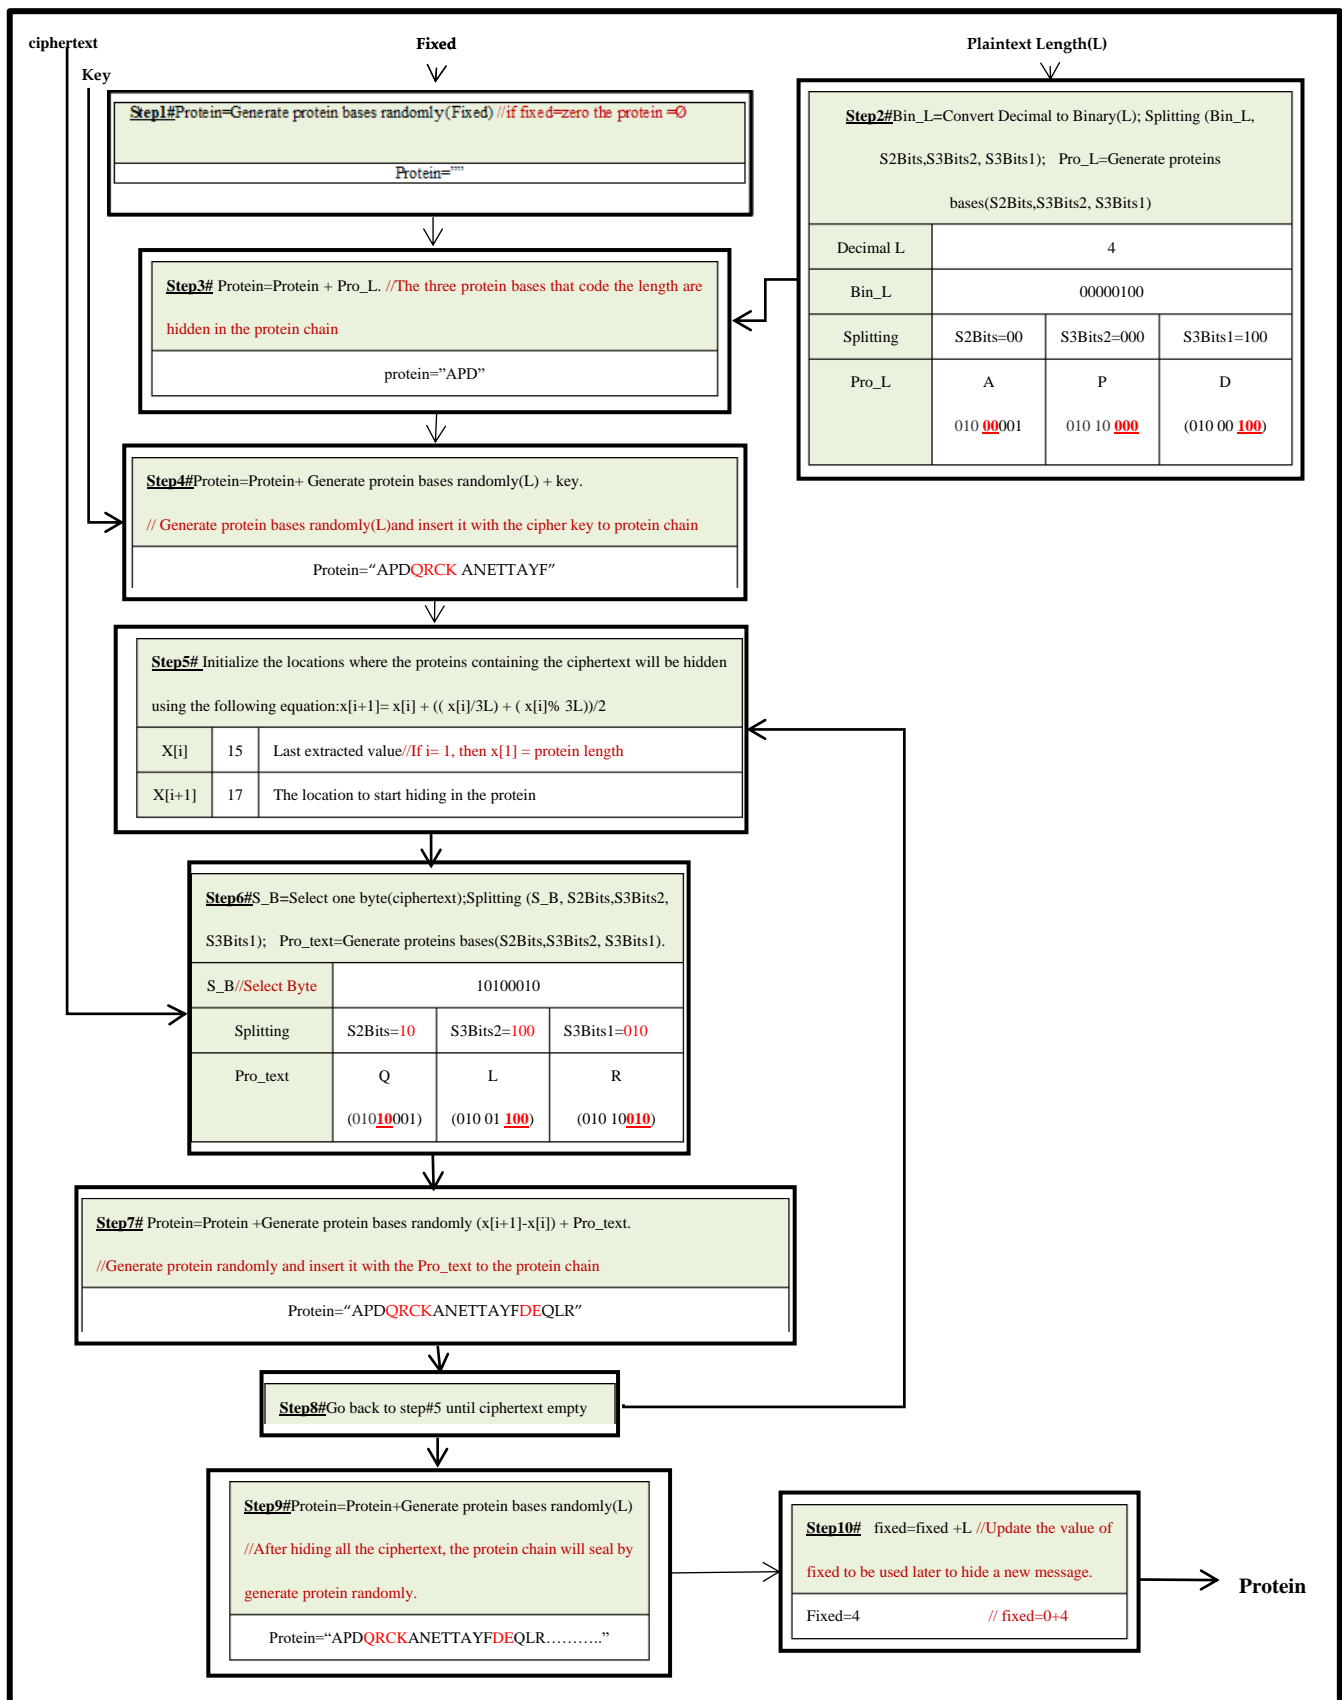 ciphertext
Key
Fixed
Plaintext Length(L)
Step1#Protein=Generate protein bases randomly(Fixed) //if fixed=zero the protein =Ø
Protein=””
Step2#Bin_L=Convert Decimal to Binary(L); Splitting (Bin_L,
S2Bits,S3Bits2, S3Bits1); Pro_L=Generate proteins
bases(S2Bits,S3Bits2, S3Bits1)
Decimal L 4
Bin_L 00000100
Splitting S2Bits=00 S3Bits2=000 S3Bits1=100
Pro_L A P D
010 00001 010 10 000 (010 00 100)
Step3# Protein=Protein + Pro_L. //The three protein bases that code the length are
hidden in the protein chain
protein=”APD”
Step4#Protein=Protein+ Generate protein bases randomly(L) + key.
// Generate protein bases randomly(L)and insert it with the cipher key to protein chain
Protein=“APDQRCK ANETTAYF”
Step5# Initialize the locations where the proteins containing the ciphertext will be hidden
using the following equation:x[i+1]= x[i] + (( x[i]/3L) + ( x[i]% 3L))/2
X[i] 15 Last extracted value//If i= 1, then x[1] = protein length
X[i+1] 17 The location to start hiding in the protein
Step6#S_B=Select one byte(ciphertext);Splitting (S_B, S2Bits,S3Bits2,
S3Bits1); Pro_text=Generate proteins bases(S2Bits,S3Bits2, S3Bits1).
S_B//Select Byte 10100010
Splitting S2Bits=10 S3Bits2=100 S3Bits1=010
Pro_text Q L R
(01010001) (010 01 100) (010 10010)
Step7# Protein=Protein +Generate protein bases randomly (x[i+1]-x[i]) + Pro_text.
//Generate protein randomly and insert it with the Pro_text to the protein chain
Protein=“APDQRCKANETTAYFDEQLR”
Step8#Go back to step#5 until ciphertext empty
Step9#Protein=Protein+Generate protein bases randomly(L)
//After hiding all the ciphertext, the protein chain will seal by
generate protein randomly.
Protein=“APDQRCKANETTAYFDEQLR………..”
Step10# fixed=fixed +L //Update the value of
fixed to be used later to hide a new message.
Fixed=4 // fixed=0+4
Protein